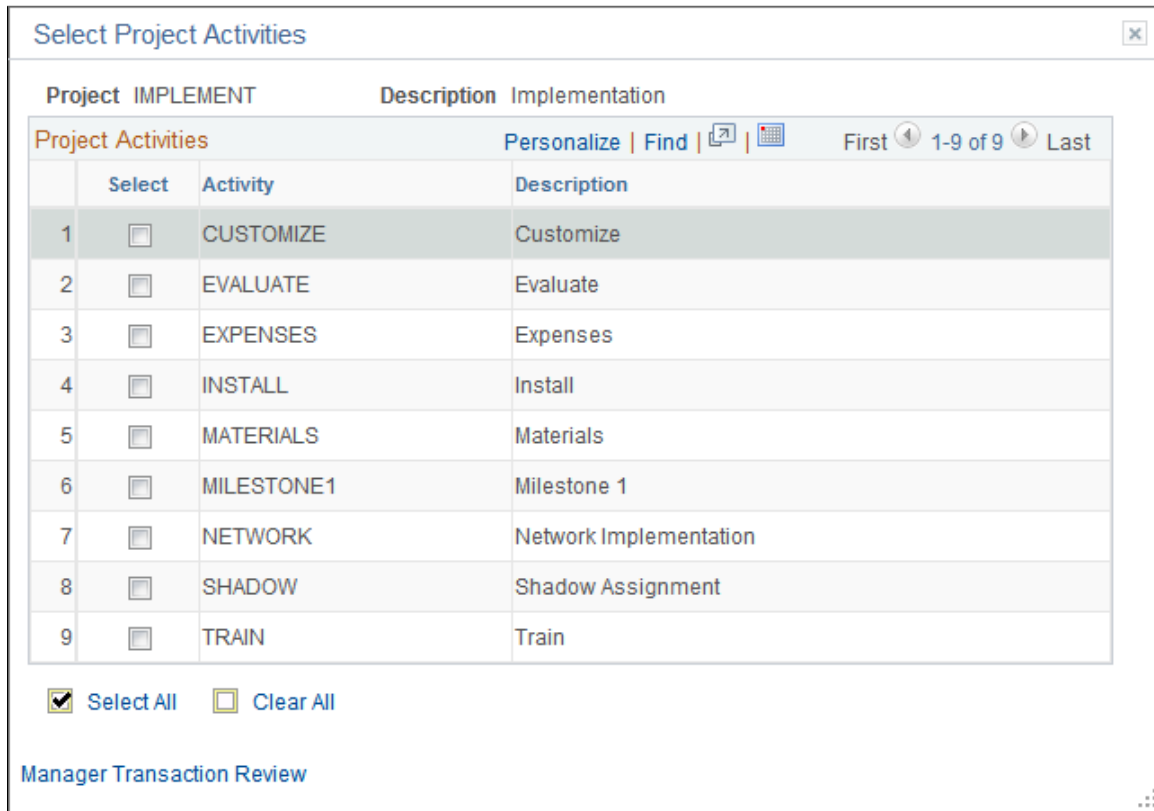 Select Project Activities
Project IMPLEMENT Description Implementation
Project Activities Personalize | Find | | First 1-9 of 9 Last
Select Activity Description
1 CUSTOMIZE Customize
2 EVALUATE Evaluate
3 EXPENSES Expenses
4 INSTALL Install
5 MATERIALS Materials
6 MILESTONE1 Milestone 1
7 NETWORK Network Implementation
8 SHADOW Shadow Assignment
9 TRAIN Train
Select All Clear All
Manager Transaction Review